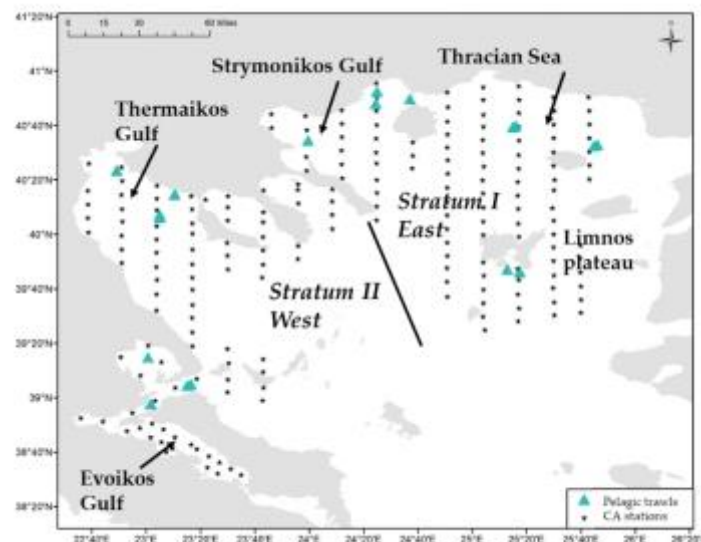 41°20'N
0 15 30 60 Miles
41°N
Thracian Sea
Strymonikos Gulf
Thermaikos
Gulf
40°40'N
40°20'N
Stratum I
East
40°N
Limnos
plateau
Stratum II
West
39°40'N
39°20'N
39°N
38°40'N
Evoikos
Gulf
Pelagic trawls
CA stations
38°20'N
22°40'E 23°E 23°20'E 23°40'E 24°E 24°20'E 24°40'E 25°E 25°20'E 25°40'E 26°E 26°20'E